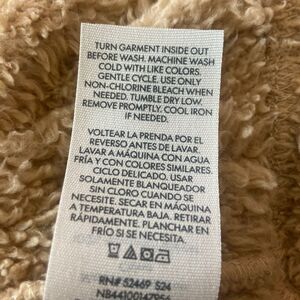 TURN GARMENT INSIDE OUT
BEFORE WASH. MACHINE WASH
COLD WITH LIKE COLORS.
GENTLE CYCLE. USE ONLY
NON-CHLORINE BLEACH WHEN
NEEDED. TUMBLE DRY LOW.
REMOVE PROMPTLY. COOL IRON
IF NEEDED.
VOLTEAR LA PRENDA POR EL
REVERSO ANTES DE LAVAR.
LAVAR A MÁQUINA CON AGUA
FRÍA Y CON COLORES SIMILARES
CICLO DELICADO. USAR
SOLAMENTE BLANQUEADOR
SIN CLORO CUANDO SE
NECESITE. SECAR EN MÁQUINA
A TEMPERATURA BAJA. RETIRAR
RÁPIDAMENTE. PLANCHAR EN
FRÍO SI SE NECESITA.
RN# 52469 S24